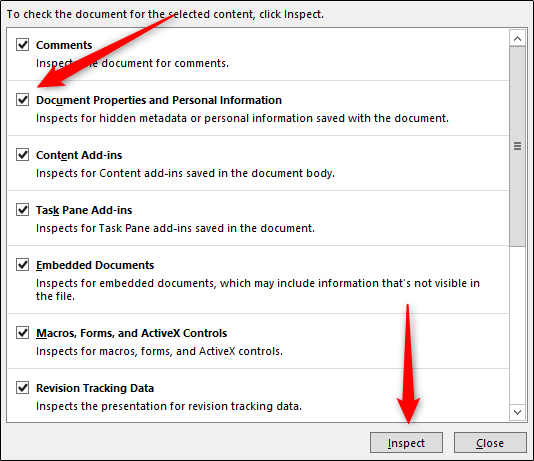 To check the document for the selected content, click Inspect.
Comments
Inspects the document for comments.
Document Properties and Personal Information
Inspects for hidden metadata or personal information saved with the document.
Content Add-ins
Inspects for Content add-ins saved in the document body.
Task Pane Add-ins
Inspects for Task Pane add-ins saved in the document.
Embedded Documents
Inspects for embedded documents, which may include information that's not visible in
the file.
Macros, Forms, and ActiveX Controls
Inspects for macros, forms, and ActiveX controls.
Revision Tracking Data
Inspects the presentation for revision tracking data.
Inspect Close